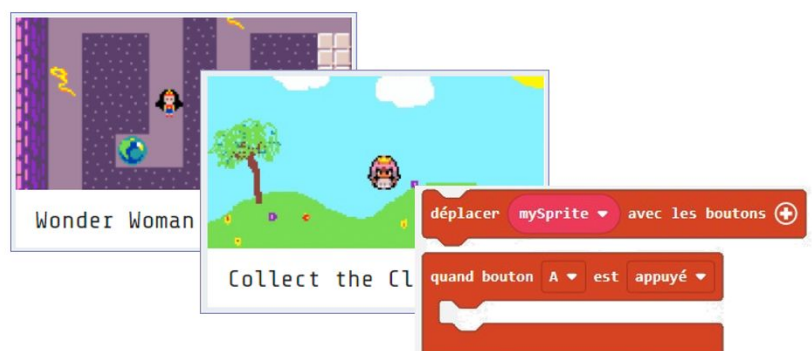 Wonder Woman
Collect the Cl
déplacer mySprite avec les boutons
quand bouton A est appuyé